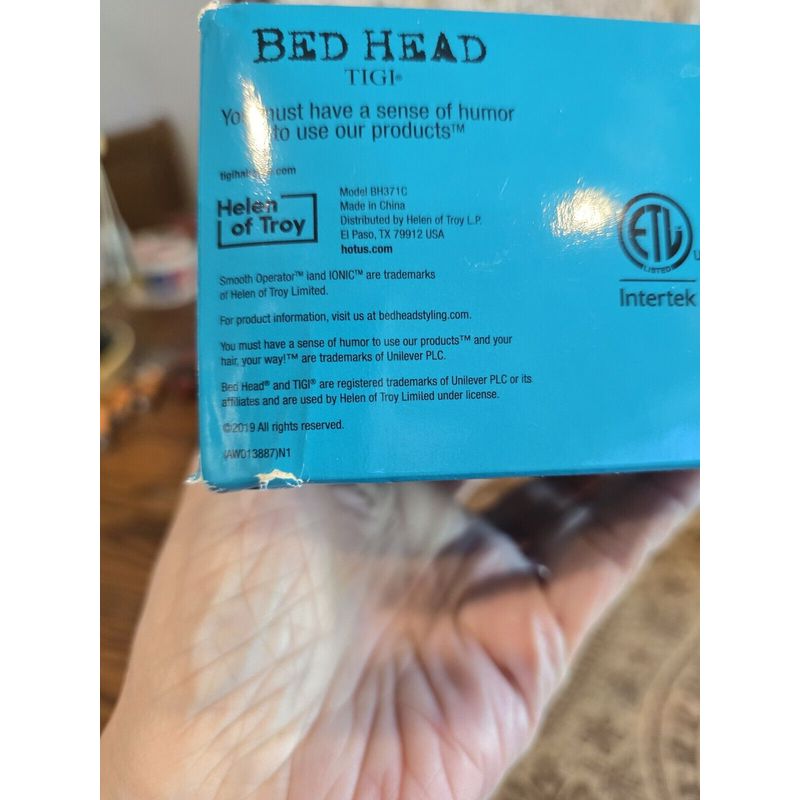 BED HEAD
TIGI®
must have a sense of humor
to use our products™
Helen
of Troy
Model BH371C
Made in China
Distributed by Helen of Troy L.P.
El Paso, TX 79912 USA
hotus.com
ETL
LISTED
Intertek
Smooth Operator™ and IONIC™ are trademarks
of Helen of Troy Limited.
For product information, visit us at bedheadstyling.com.
You must have a sense of humor to use our products™ and your
hair, your way!™ are trademarks of Unilever PLC.
Bed Head® and TIGI® are registered trademarks of Unilever PLC or its
affiliates and are used by Helen of Troy Limited under license.
©2019 All rights reserved.
(AW013887)N1